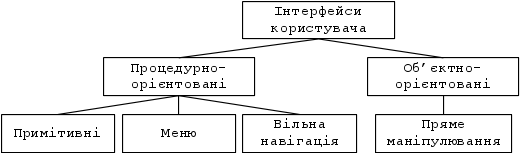 Інтерфейси
користувача
Процедурно-
орієнтовані
Об’єктно-
орієнтовані
Примітивні
Меню
Вільна
навігація
Пряме
маніпулювання